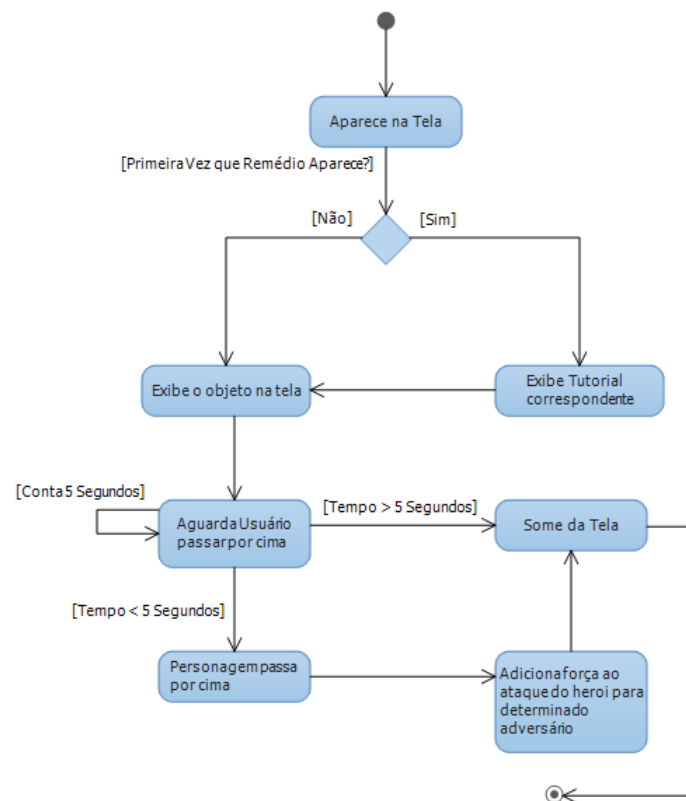 Aparece na Tela
[Primeira Vez que Remédio Aparece?]
[Não]
[Sim]
Exibe o objeto na tela
Exibe Tutorial
correspondente
[Conta 5 Segundos]
Aguarda Usuário
passar por cima
[Tempo > 5 Segundos]
Some da Tela
[Tempo < 5 Segundos]
Personagem passa
por cima
Adiciona força ao
ataque do heroi para
determinado
adversário